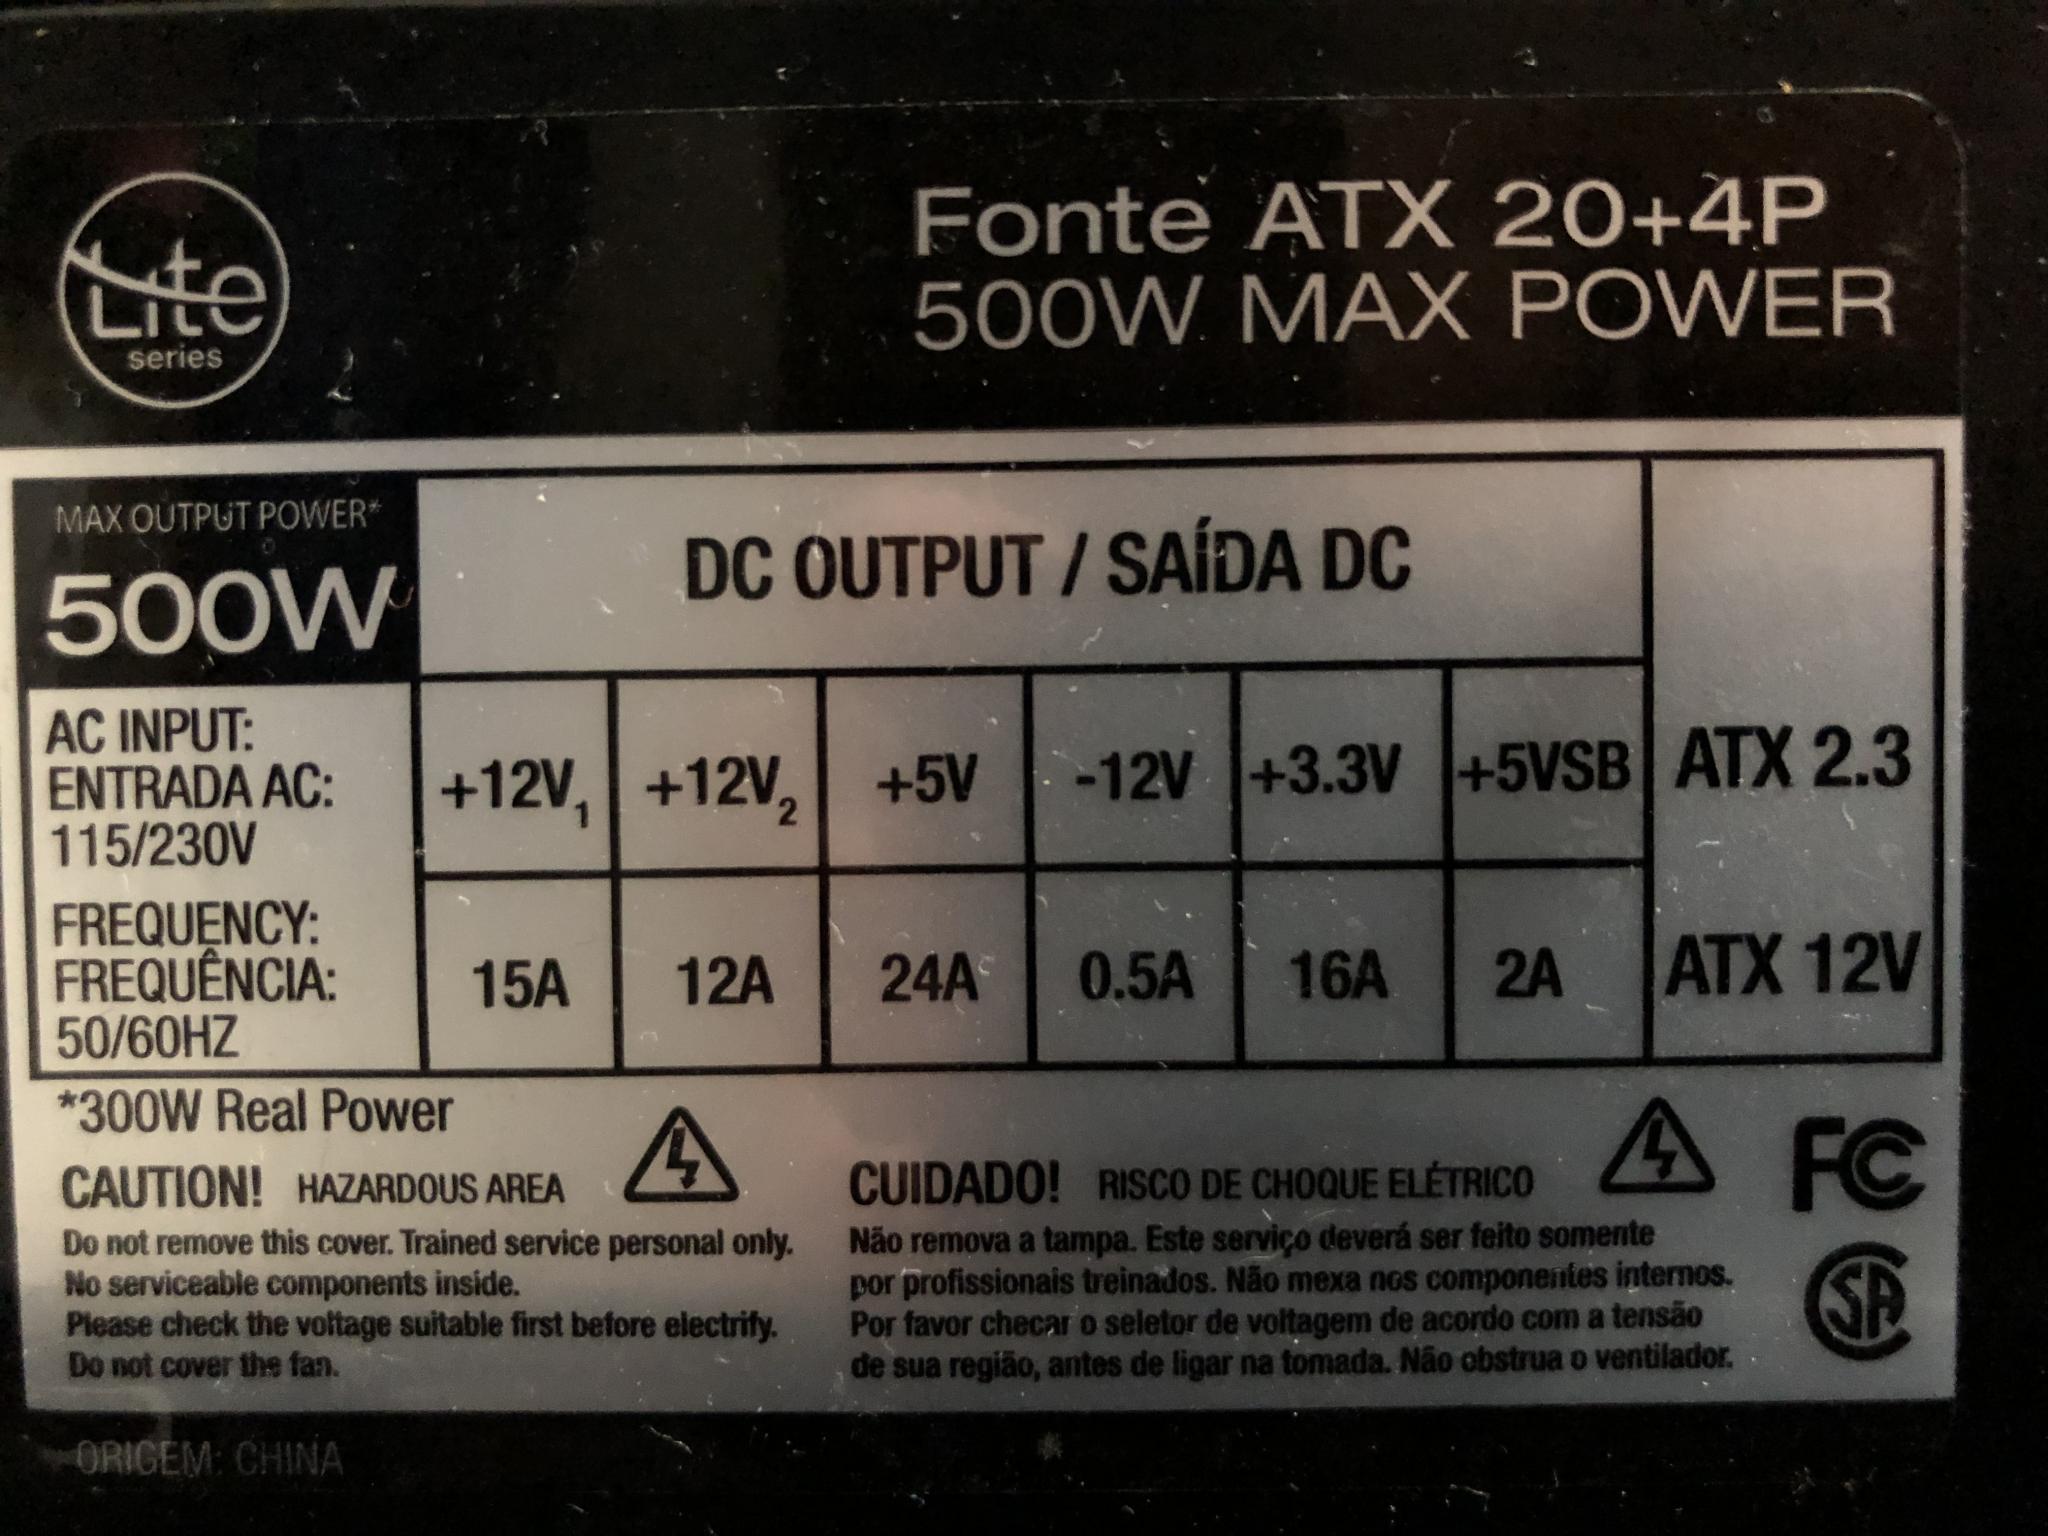 Lite
series
Fonte ATX 20+4P
500W MAX POWER
MAX OUTPUT POWER*
500W
DC OUTPUT / SAÍDA DC
AC INPUT:
ENTRADA AC:
115/230V
+12V₁ +12V₂ +5V -12V +3.3V +5VSB ATX 2.3
FREQUENCY:
FREQUÊNCIA:
50/60HZ
15A 12A 24A 0.5A 16A 2A ATX 12V
*300W Real Power
CAUTION! HAZARDOUS AREA
Do not remove this cover. Trained service personal only.
No serviceable components inside.
Please check the voltage suitable first before electrify.
Do not cover the fan.
CUIDADO! RISCO DE CHOQUE ELÉTRICO
Não remova a tampa. Este serviço deverá ser feito somente
por profissionais treinados. Não mexa nos componentes internos.
Por favor checar o seletor de voltagem de acordo com a tensão
de sua região, antes de ligar na tomada. Não obstrua o ventilador.
FC
SA
ORIGEM: CHINA